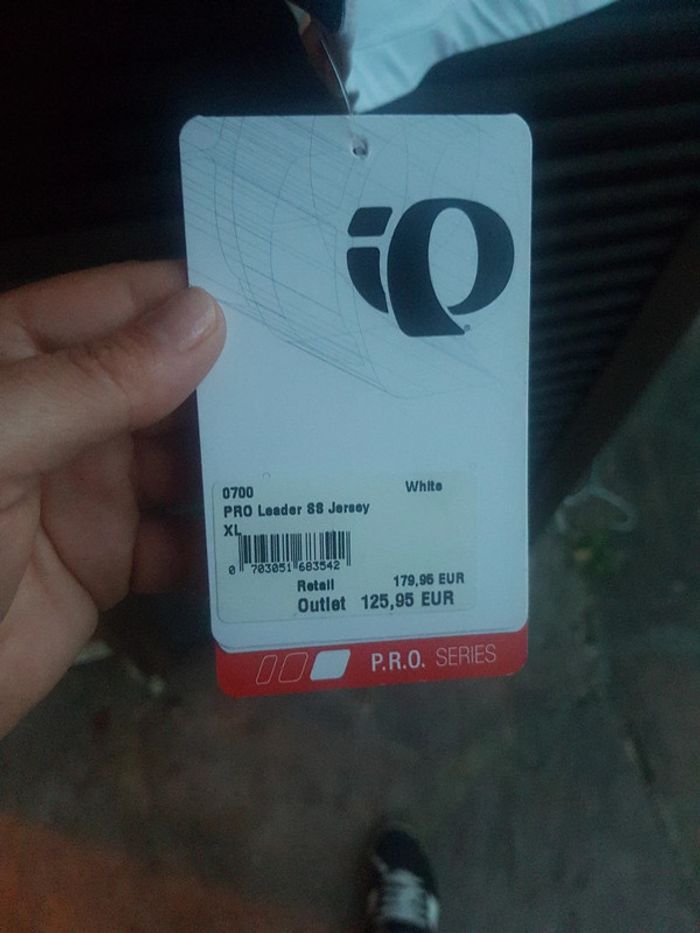 0700 White
PRO Leader SS Jersey
XL
0 703051 683542
Retail 179,95 EUR
Outlet 125,95 EUR
P.R.O. SERIES